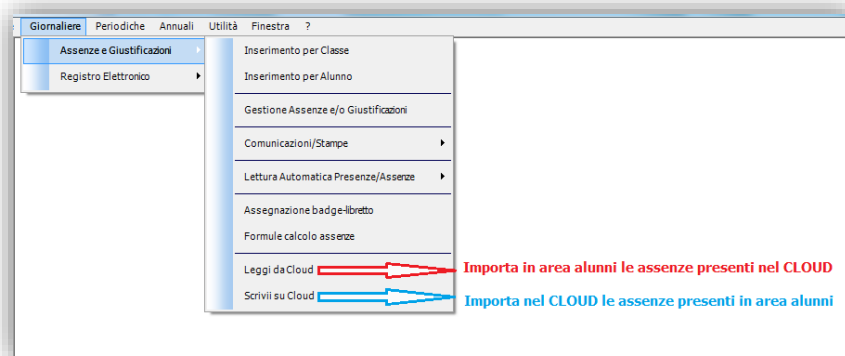 Giornaliere Periodiche Annuali Utilità Finestra ?
Assenze e Giustificazioni
Registro Elettronico
Inserimento per Classe
Inserimento per Alunno
Gestione Assenze e/o Giustificazioni
Comunicazioni/Stampe
Lettura Automatica Presenze/Assenze
Assegnazione badge-libretto
Formule calcolo assenze
Leggi da Cloud Importa in area alunni le assenze presenti nel CLOUD
Scrivii su Cloud Importa nel CLOUD le assenze presenti in area alunni